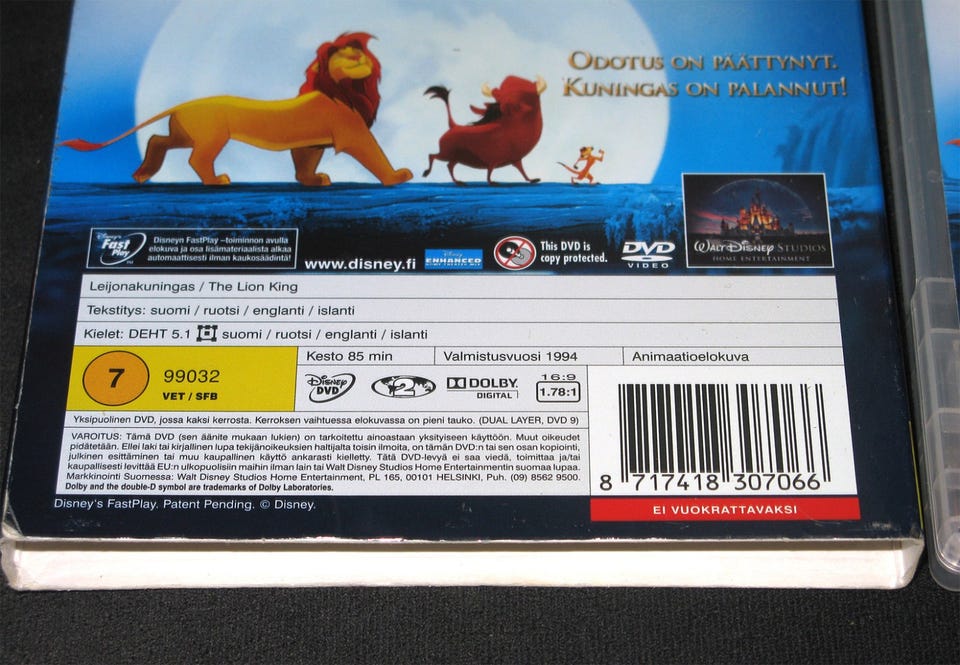 ODOTUS ON PÄÄTTYNYT.
KUNINGAS ON PALANNUT!
Disney's Fast Play
TM
Disneyn FastPlay –toiminnon avulla
elokuva ja osa lisämateriaalista alkaa
automaattisesti ilman kaukosäädintä!
www.disney.fi
Disney
ENHANCED
HOME THEATER MIX
This DVD is
copy protected.
DVD
VIDEO
WALT DISNEY STUDIOS
HOME ENTERTAINMENT
Leijonakuningas / The Lion King
Tekstitys: suomi / ruotsi / englanti / islanti
Kielet: DEHT 5.1 suomi / ruotsi / englanti / islanti
7
99032
VET / SFB
Kesto 85 min
Valmistusvuosi 1994
Animaatioelokuva
Disney DVD
2
DOLBY
DIGITAL
16:9
1.78:1
Yksipuolinen DVD, jossa kaksi kerrosta. Kerroksen vaihtuessa elokuvassa on pieni tauko. (DUAL LAYER, DVD 9)
VAROITUS: Tämä DVD (sen äänite mukaan lukien) on tarkoitettu ainoastaan yksityiseen käyttöön. Muut oikeudet
pidätetään. Ellei laki tai kirjallinen lupa tekijänoikeuksien haltijalta toisin ilmoita, on tämän DVD:n tai sen osan kopiointi,
julkinen esittäminen tai muu kaupallinen käyttö ankarasti kielletty. Tätä DVD-levyä ei saa viedä, toimittaa ja/tai
kaupallisesti levittää EU:n ulkopuolisiin maihin ilman lain tai Walt Disney Studios Home Entertainmentin suomaa lupaa.
Markkinointi Suomessa: Walt Disney Studios Home Entertainment, PL 165, 00101 HELSINKI, Puh. (09) 8562 9500.
Dolby and the double-D symbol are trademarks of Dolby Laboratories.
8 717418 307066
EI VUOKRATTAVAKSI
Disney's FastPlay. Patent Pending. © Disney.